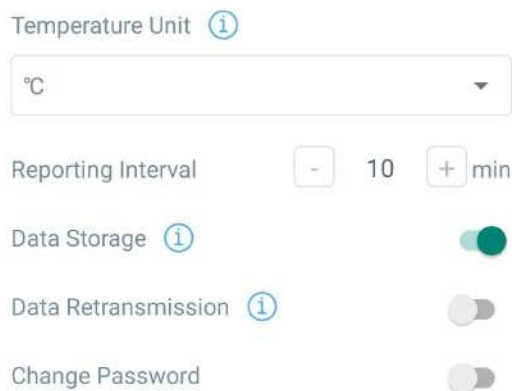 Temperature Unit
℃
Reporting Interval - 10 + min
Data Storage
Data Retransmission
Change Password